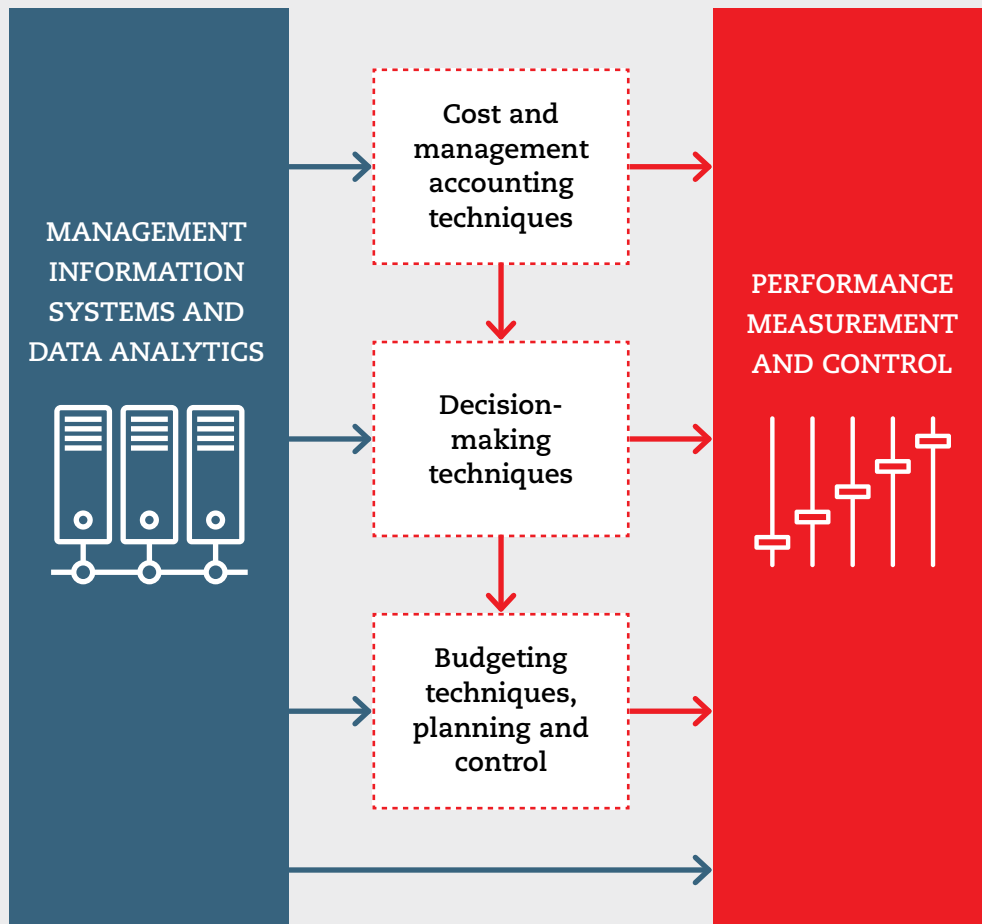 MANAGEMENT
INFORMATION
SYSTEMS AND
DATA ANALYTICS
Cost and
management
accounting
techniques
Decision-
making
techniques
Budgeting
techniques,
planning and
control
PERFORMANCE
MEASUREMENT
AND CONTROL